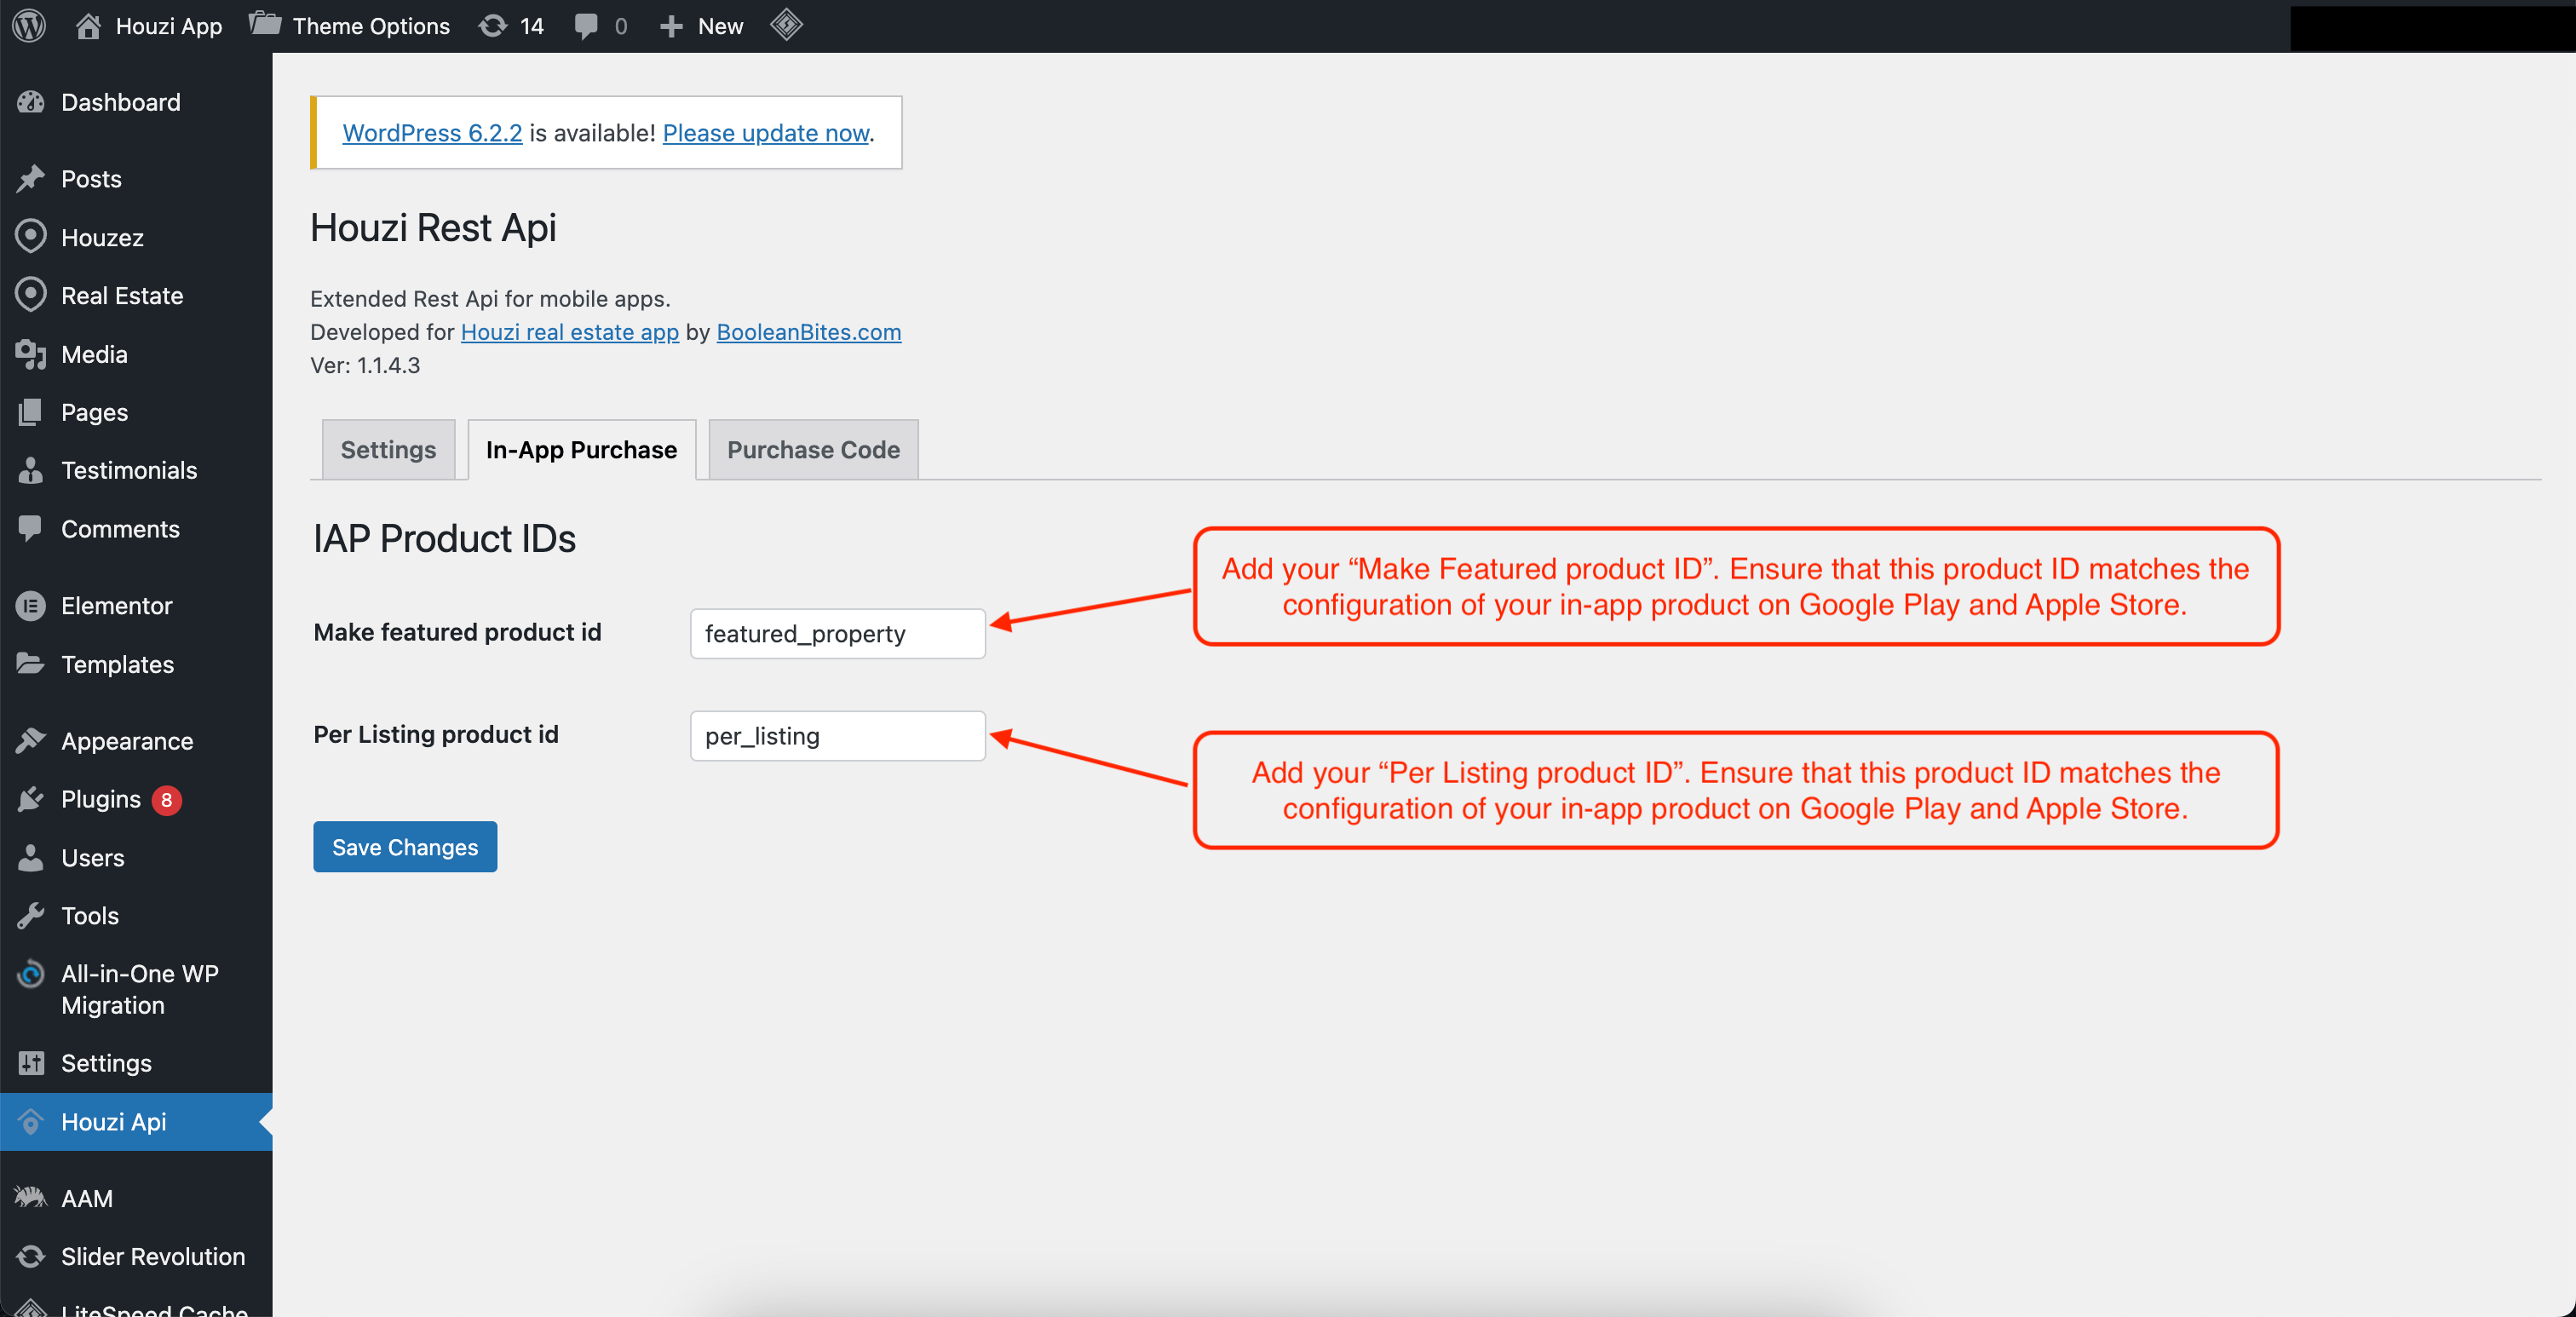 Houzi App
Theme Options
14
0
New
Dashboard
Posts
Houzez
Real Estate
Media
Pages
Testimonials
Comments
Elementor
Templates
Appearance
Plugins 8
Users
Tools
All-in-One WP
Migration
Settings
Houzi Api
AAM
Slider Revolution
LiteSpeed Cache
WordPress 6.2.2 is available! Please update now.
Houzi Rest Api
Extended Rest Api for mobile apps.
Developed for Houzi real estate app by BooleanBites.com
Ver: 1.1.4.3
Settings
In-App Purchase
Purchase Code
IAP Product IDs
Make featured product id
featured_property
Add your “Make Featured product ID”. Ensure that this product ID matches the
configuration of your in-app product on Google Play and Apple Store.
Per Listing product id
per_listing
Add your “Per Listing product ID”. Ensure that this product ID matches the
configuration of your in-app product on Google Play and Apple Store.
Save Changes